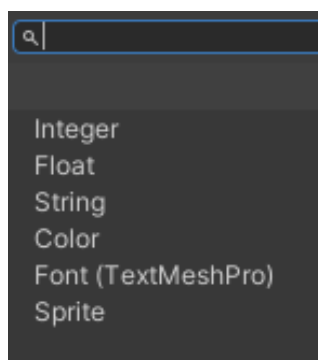 Integer
Float
String
Color
Font (TextMeshPro)
Sprite